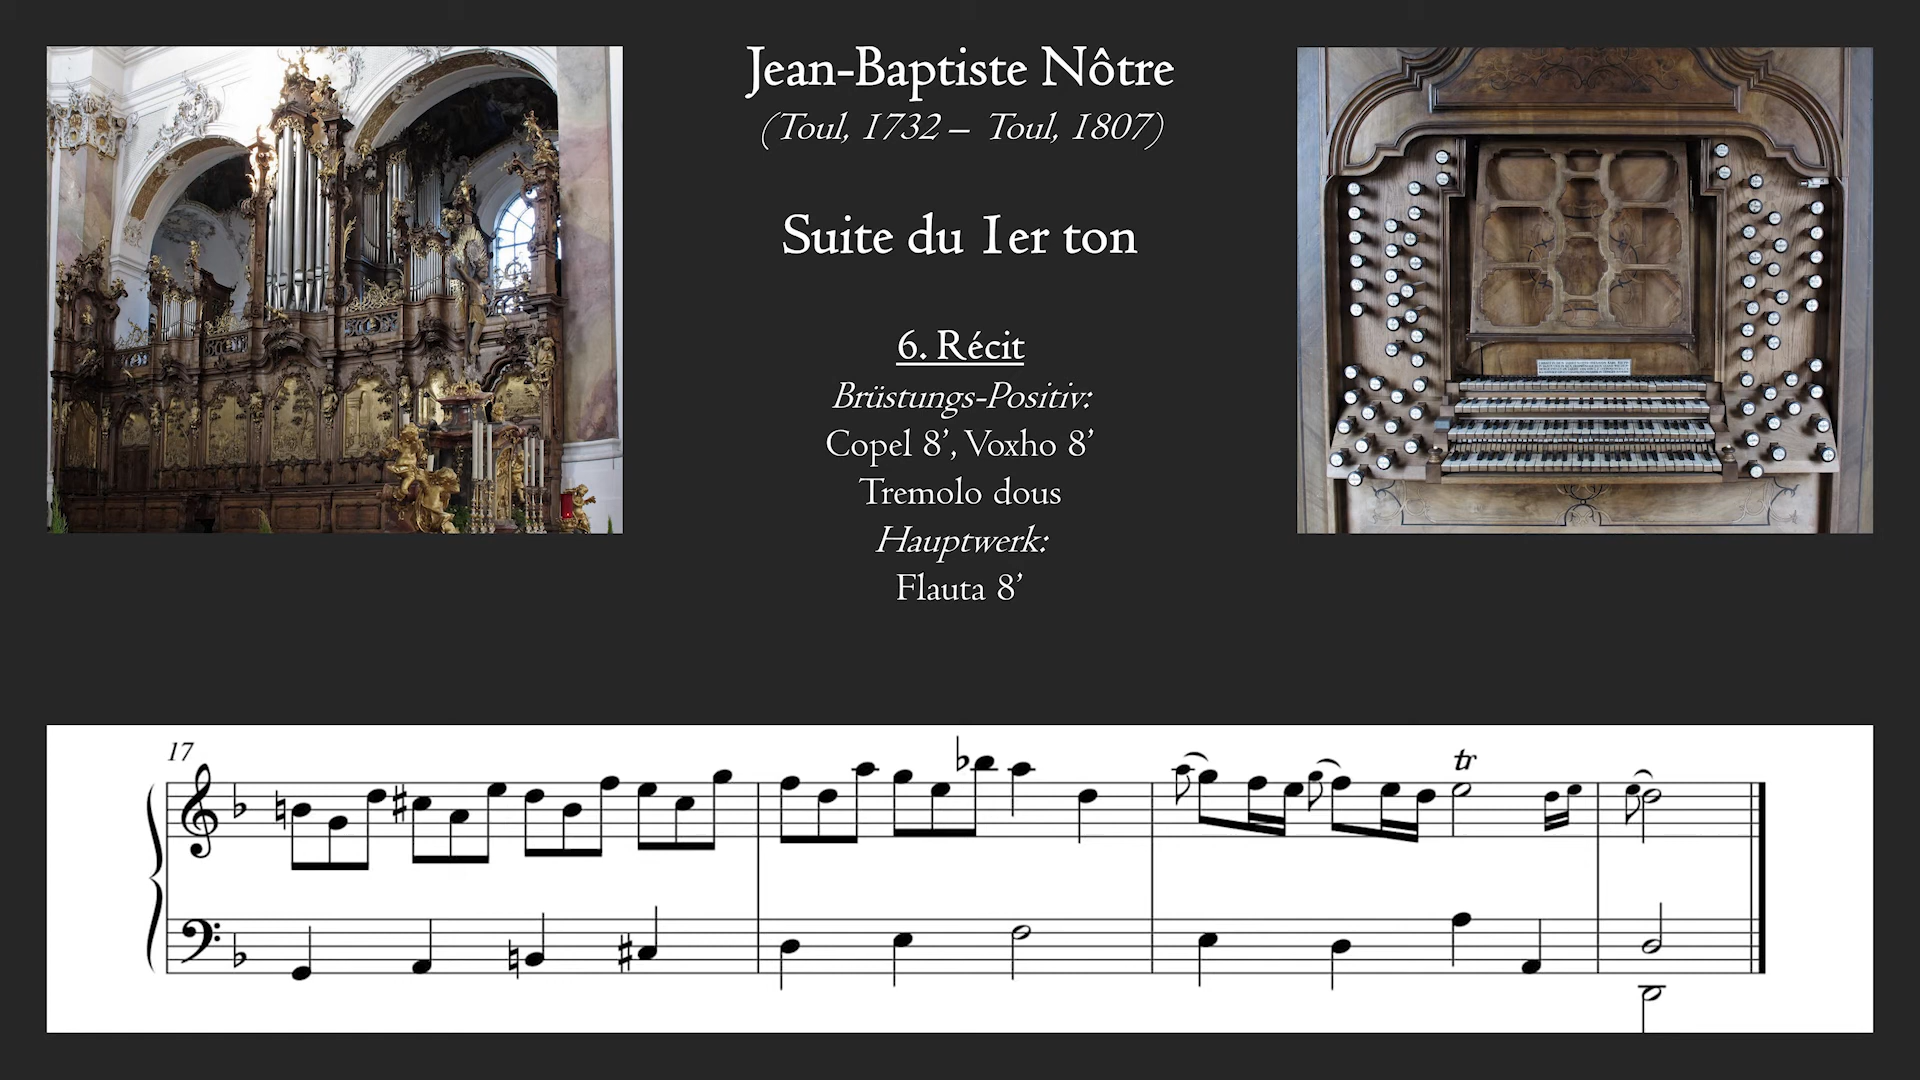 Jean-Baptiste Nôtre
(Toul, 1732 – Toul, 1807)
Suite du 1er ton
6. Récit
Brüstungs-Positiv:
Copel 8’, Voxho 8’
Tremolo dous
Hauptwerk:
Flauta 8’
17
tr